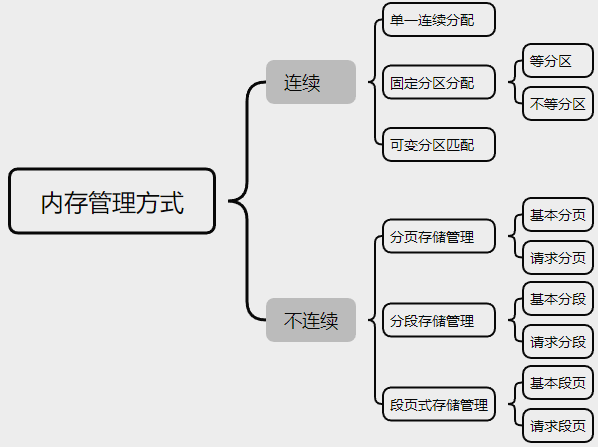 内存管理方式
连续
单一连续分配
固定分区分配
等分区
不等分区
可变分区匹配
不连续
分页存储管理
基本分页
请求分页
分段存储管理
基本分段
请求分段
段页式存储管理
基本段页
请求段页